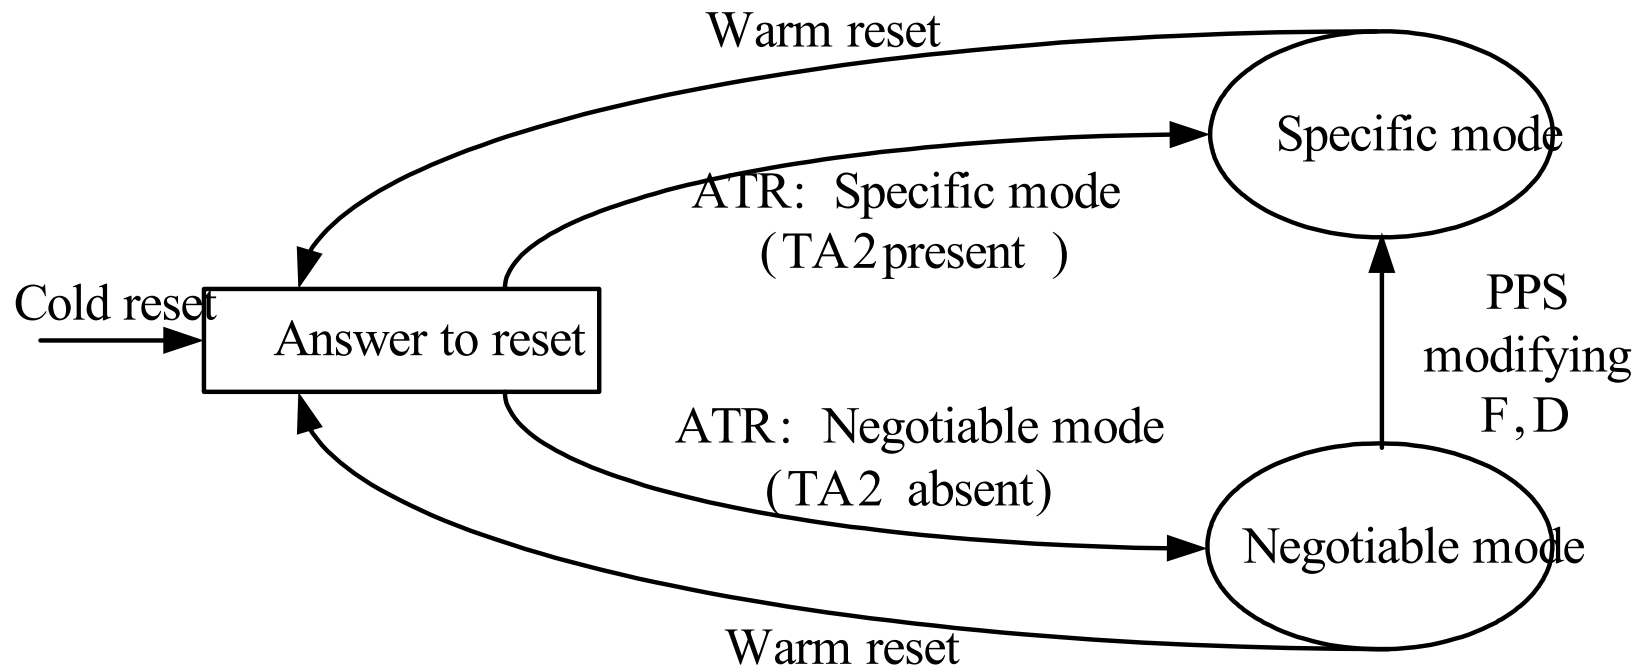 Warm reset
Specific mode
ATR: Specific mode
(TA2present )
Cold reset
Answer to reset
PPS
modifying
F,D
ATR: Negotiable mode
(TA2 absent)
Negotiable mode
Warm reset